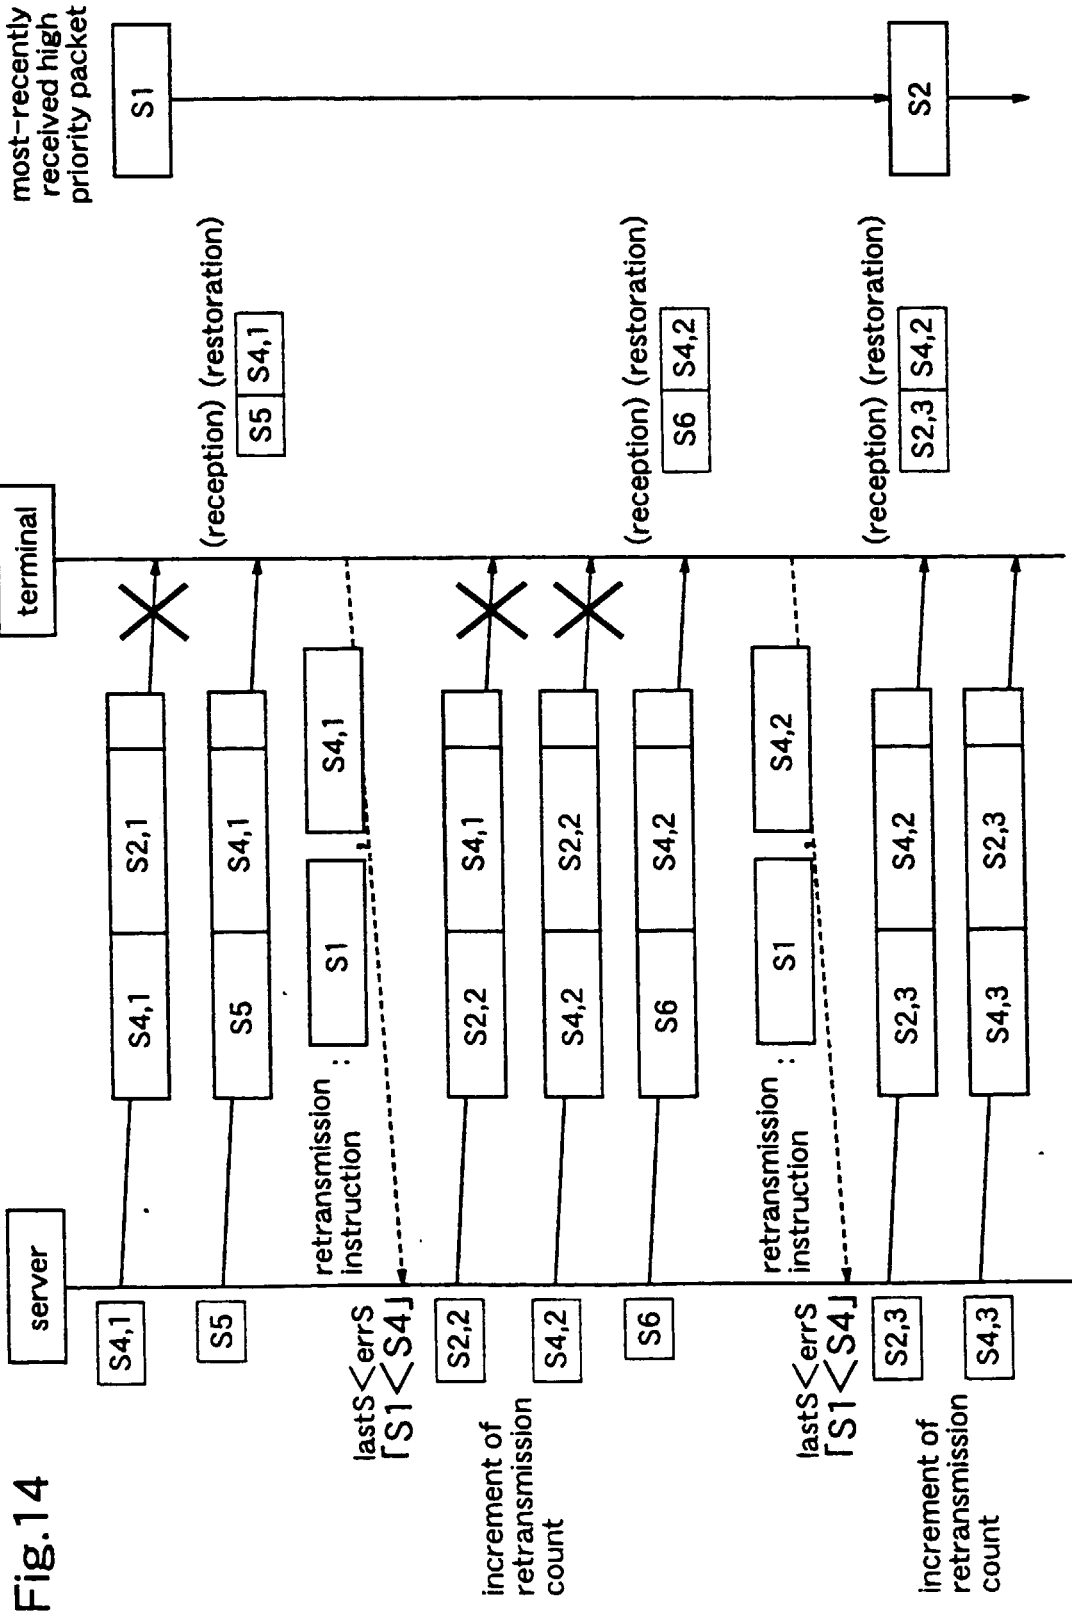 Fig.14
server
terminal
most-recently
received high
priority packet
S4,1
S4,1
S2,1
S1
S5
S5
S4,1
(reception) (restoration)
S5
S4,1
retransmission
instruction
:
S1
,
S4,1
lastS<errS
「S1<S4」
increment of
retransmission
count
S2,2
S2,2
S4,1
S4,2
S4,2
S2,2
S6
S6
S4,2
(reception) (restoration)
S6
S4,2
retransmission
instruction
:
S1
,
S4,2
lastS<errS
「S1<S4」
increment of
retransmission
count
S2,3
S2,3
S4,2
(reception) (restoration)
S2,3
S4,2
S2
S4,3
S4,3
S2,3